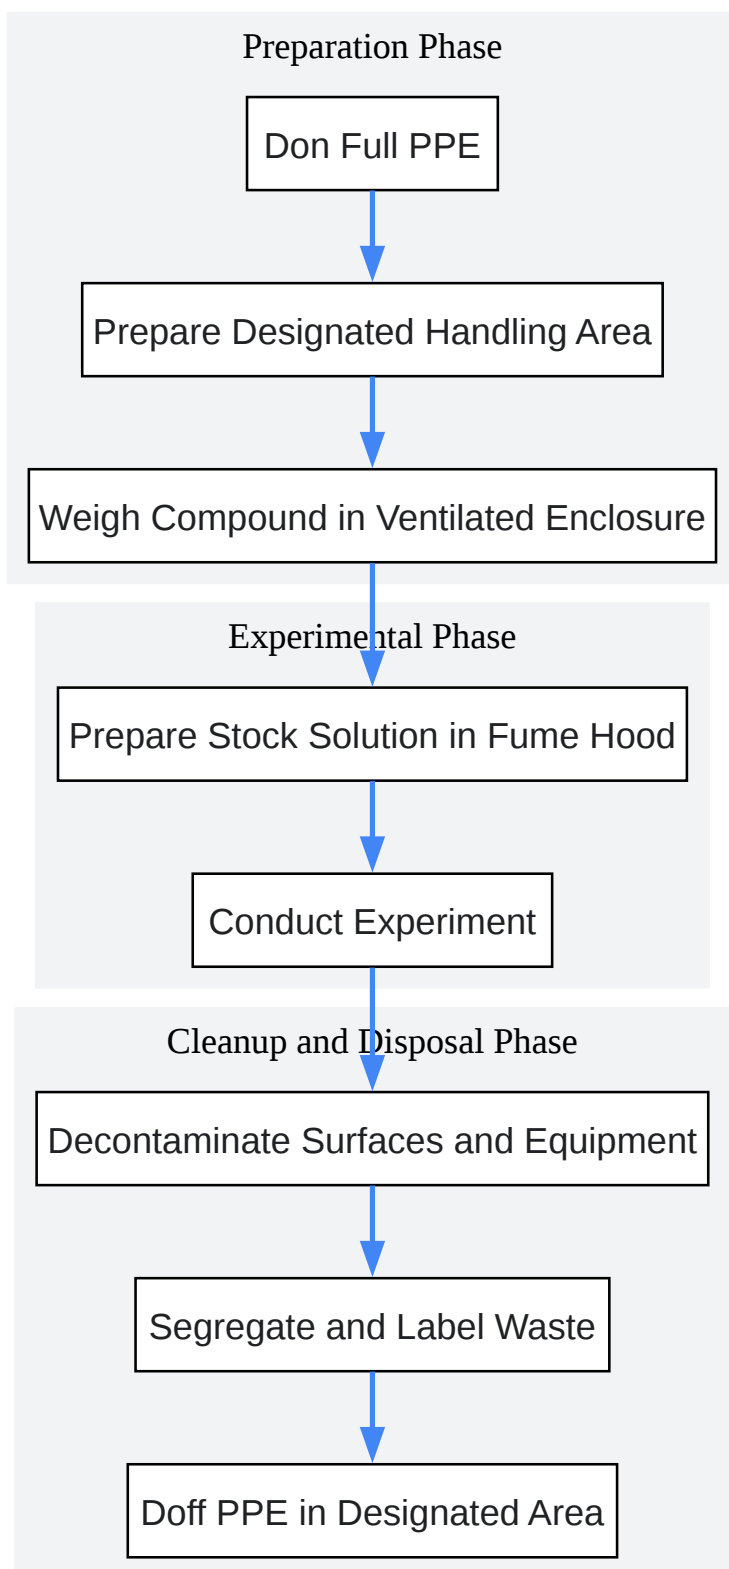 Preparation Phase
Don Full PPE
Prepare Designated Handling Area
Weigh Compound in Ventilated Enclosure
Experimental Phase
Prepare Stock Solution in Fume Hood
Conduct Experiment
Cleanup and Disposal Phase
Decontaminate Surfaces and Equipment
Segregate and Label Waste
Doff PPE in Designated Area